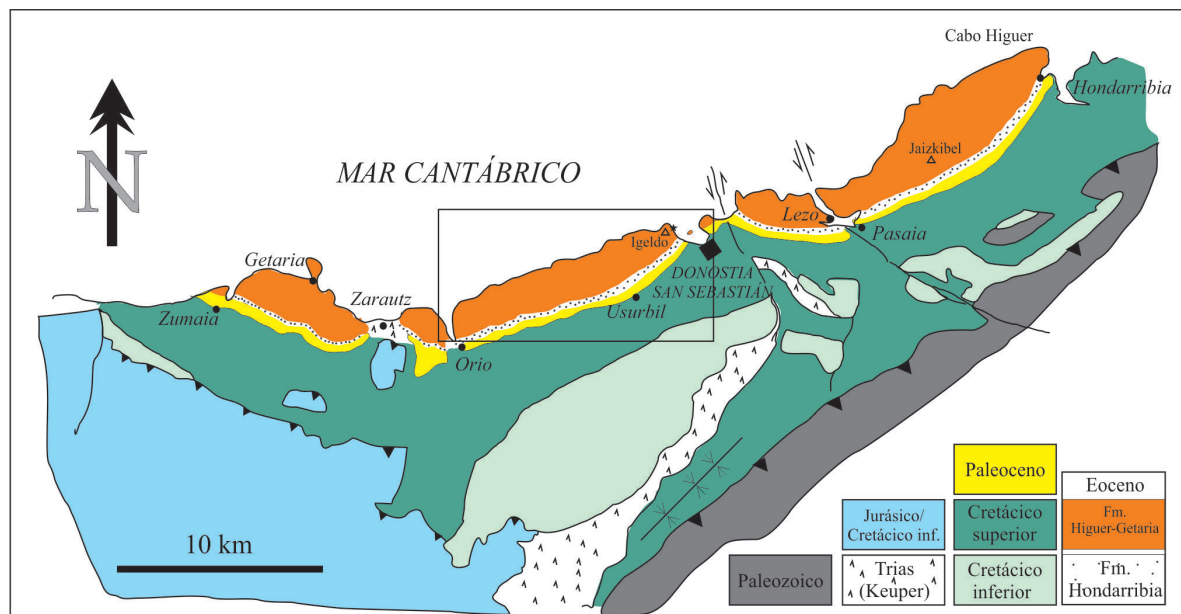 Cabo Higuer
Hondarribia
N
Jaizkibel
MAR CANTÁBRICO
Lezo
Pasaia
Igeldo
Getaria
DONOSTIA
SAN SEBASTIÁN
Zarautz
Usurbil
Zumaia
Orio
10 km
Paleoceno
Eoceno
Jurásico/
Cretácico inf.
Cretácico
superior
Fm.
Higuer-Getaria
Paleozoico
Trias
(Keuper)
Cretácico
inferior
Fm.
Hondarribia